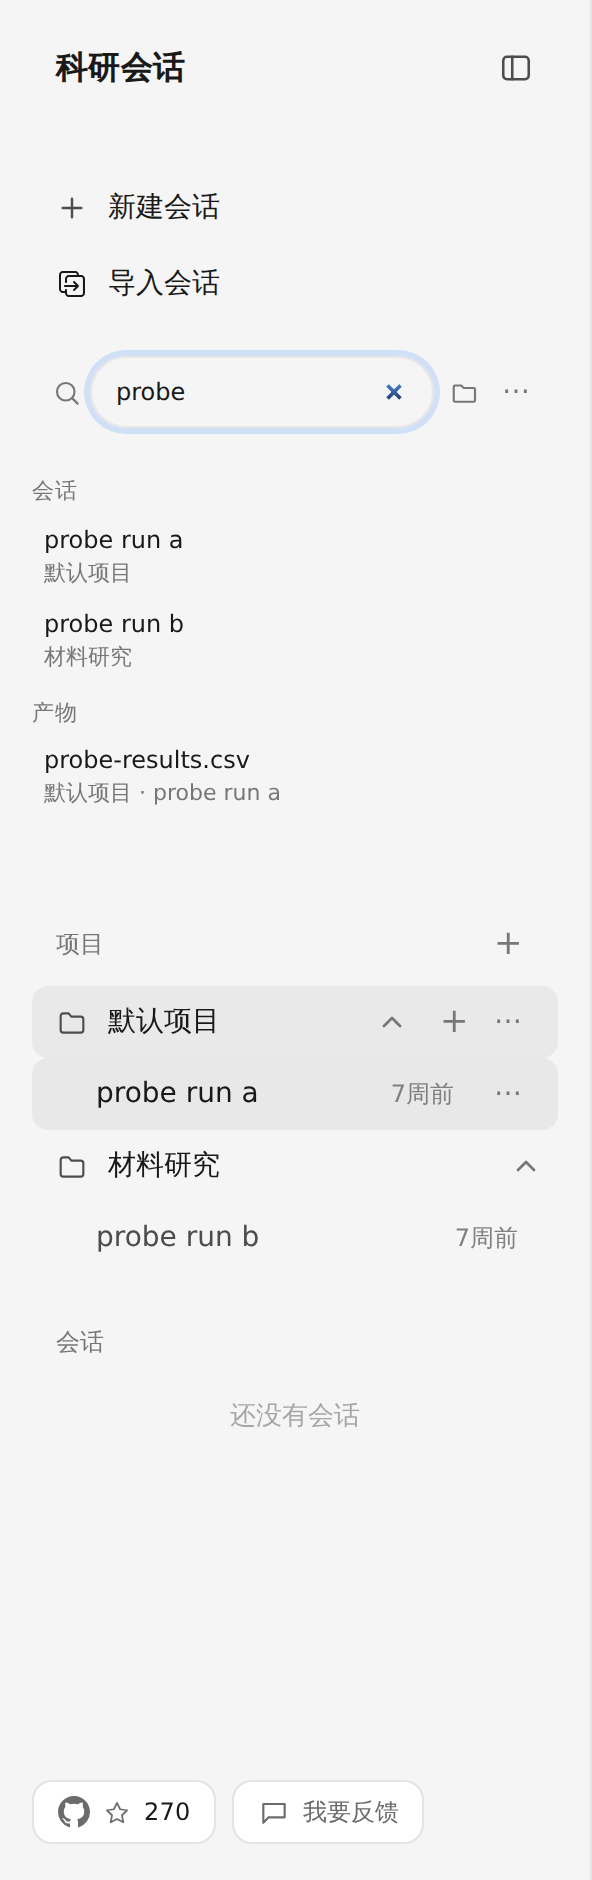 科研会话
新建会话
导入会话
probe
会话
probe run a
默认项目
probe run b
材料研究
产物
probe-results.csv
默认项目 · probe run a
项目
默认项目
probe run a 7周前
材料研究
probe run b 7周前
会话
还没有会话
270 我要反馈